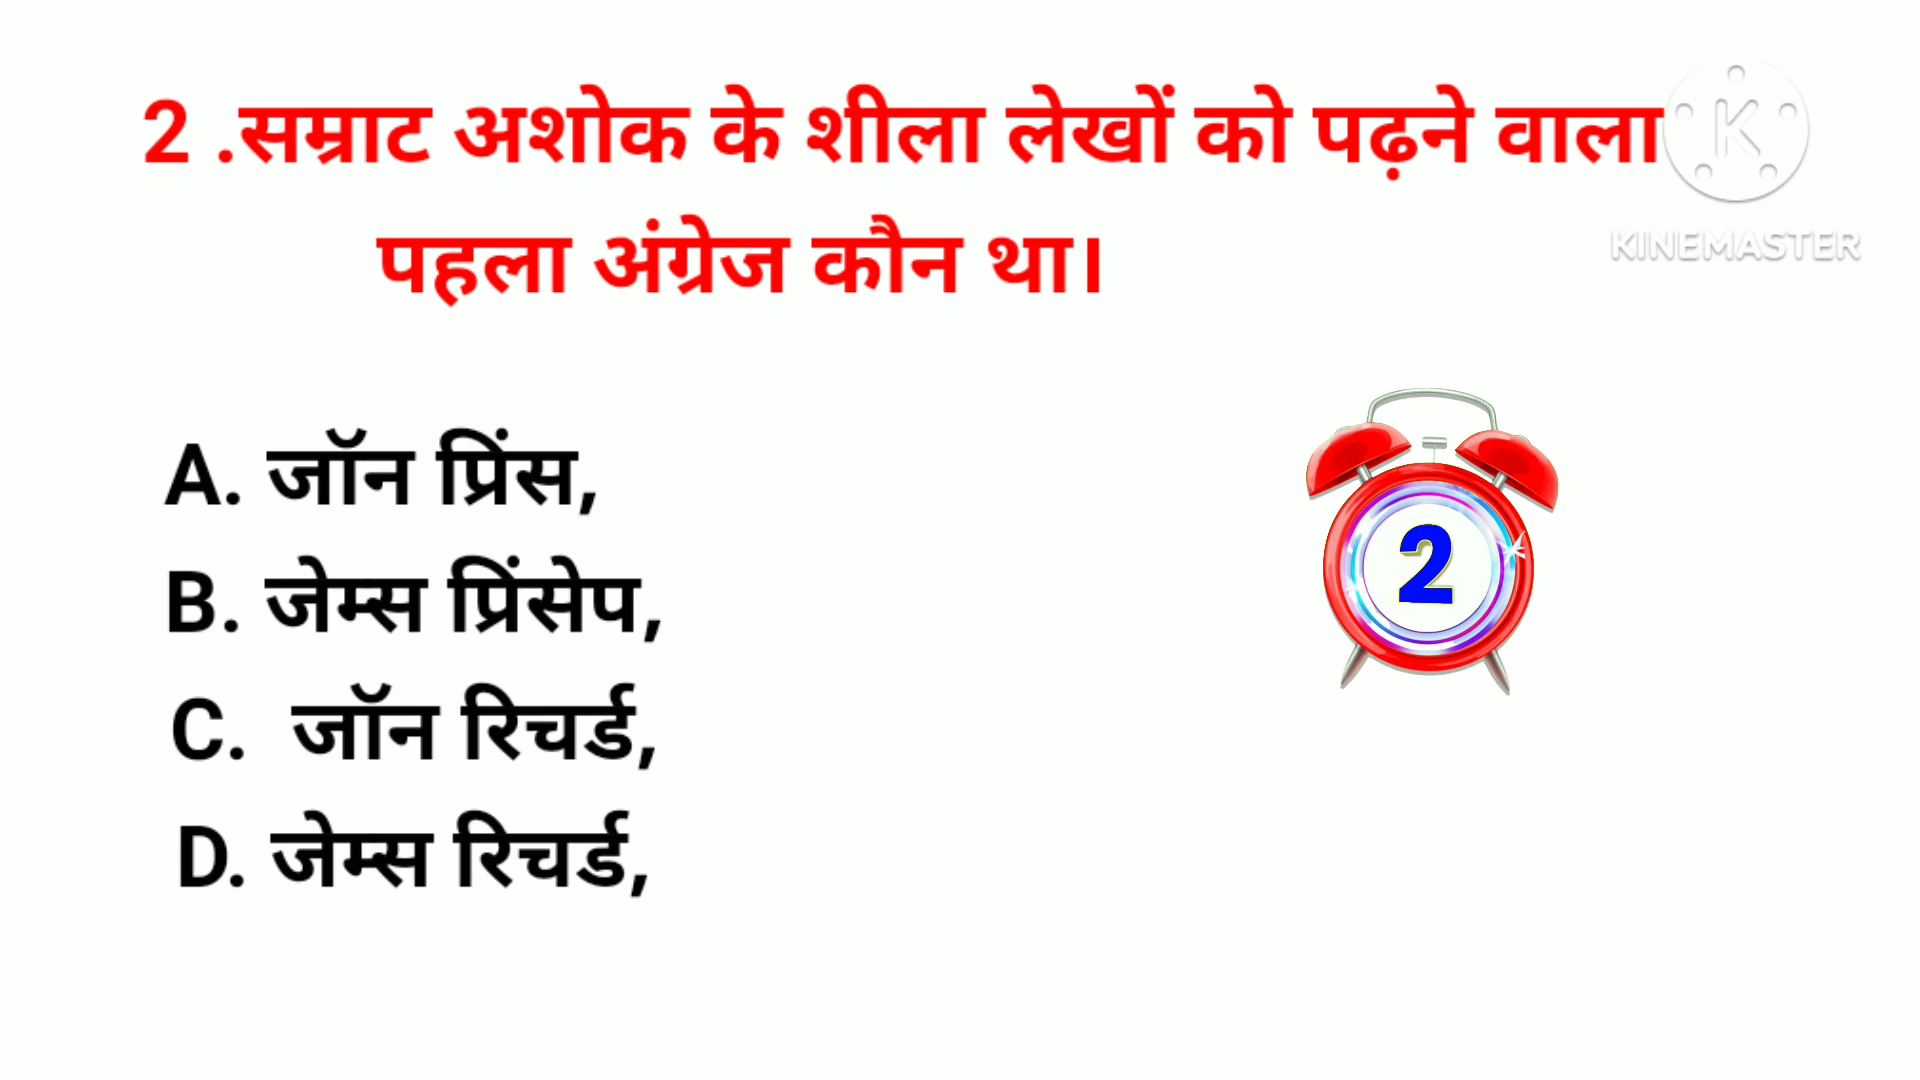 2 .सम्राट अशोक के शीला लेखों को पढ़ने वाला
पहला अंग्रेज कौन था।
K
KINEMASTER
A. जॉन प्रिंस,
B. जेम्स प्रिंसेप,
2
C. जॉन रिचर्ड,
D. जेम्स रिचर्ड,